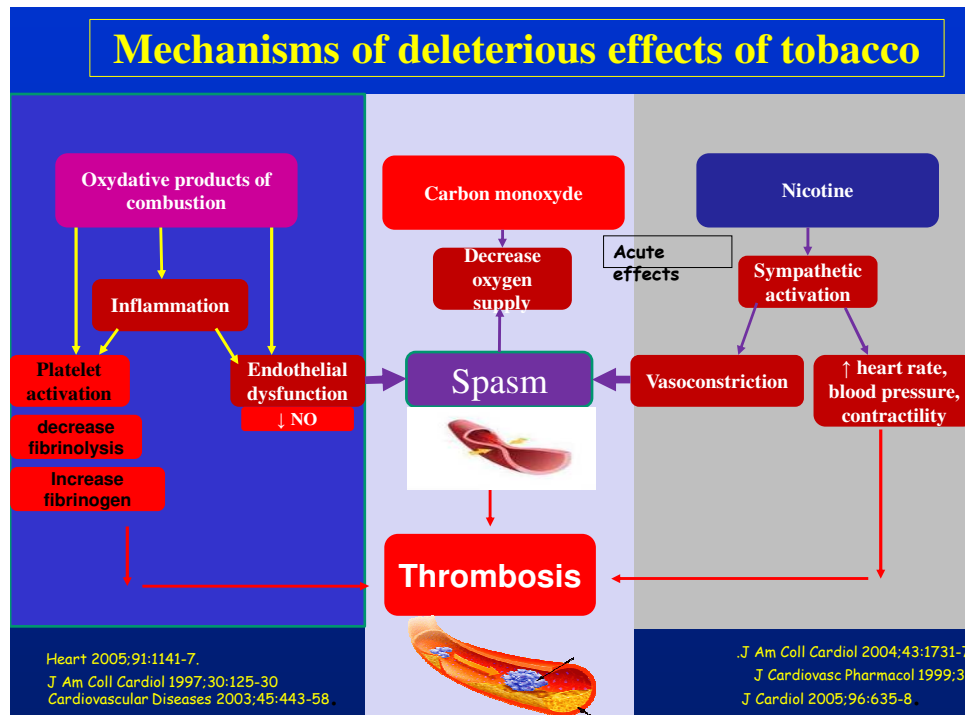 Mechanisms of deleterious effects of tobacco
Oxydative products of
combustion
Carbon monoxyde
Nicotine
Acute
effects
Decrease
oxygen
supply
Sympathetic
activation
Inflammation
Platelet
activation
Endothelial
dysfunction
↓ NO
Spasm
Vasoconstriction
↑ heart rate,
blood pressure,
contractility
decrease
fibrinolysis
Increase
fibrinogen
Thrombosis
Heart 2005;91:1141-7.
J Am Coll Cardiol 1997;30:125-30
Cardiovascular Diseases 2003;45:443-58.
.J Am Coll Cardiol 2004;43:1731-7
J Cardiovasc Pharmacol 1999;3
J Cardiol 2005;96:635-8.